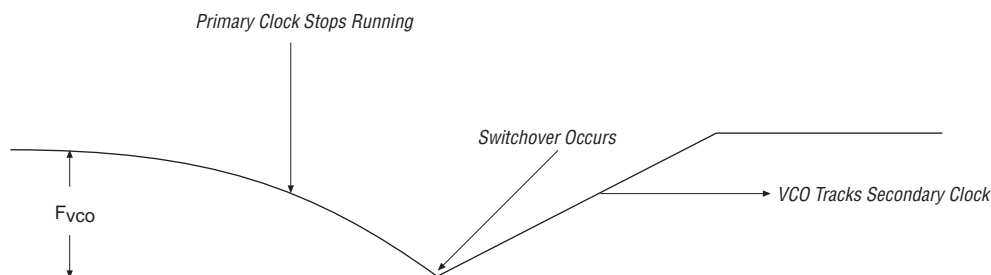 Primary Clock Stops Running
Switchover Occurs
VCO Tracks Secondary Clock
FVCO